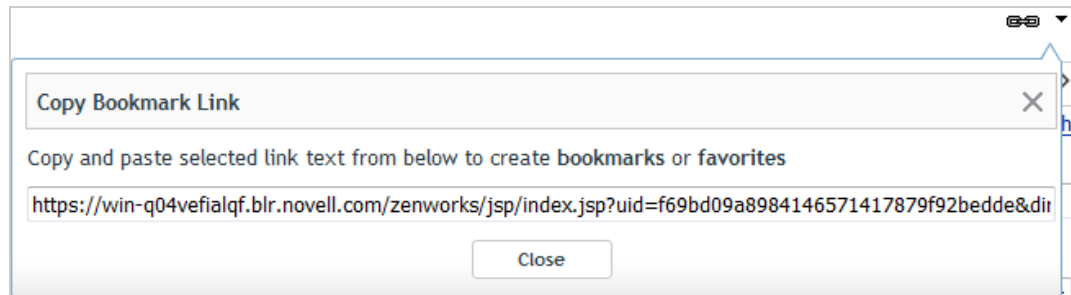 Copy Bookmark Link
h
Copy and paste selected link text from below to create bookmarks or favorites
https://win-q04vefialqf.blr.novell.com/zenworks/jsp/index.jsp?uid=f69bd09a8984146571417879f92bedde&dir
Close